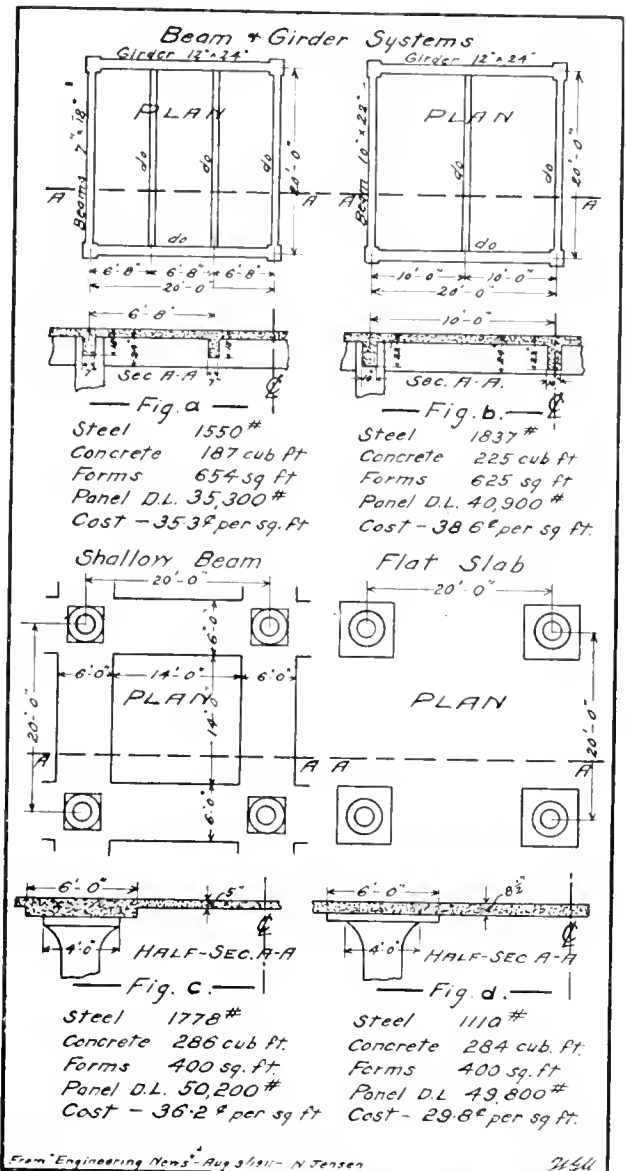 Beam & Girder Systems
Girder 12"×24"
PLAN
Beams 7"×18"
do
do
do
do
20'-0"
A
A
6'-8" 6'-8" 6'-8"
20'-0"
6'-8"
7"
Sec A-A
7"
Fig. a
Steel 1550#
Concrete 187 cub ft
Forms 654 sq ft
Panel D.L. 35,300#
Cost - 35.3¢ per sq. ft
Girder 12"×24"
PLAN
Beam 10"×22"
do
do
do
20'-0"
A
10'-0" 10'-0"
20'-0"
10'-0"
Sec. A-A.
Fig. b.
Steel 1837#
Concrete 225 cub ft
Forms 625 sq ft
Panel D.L. 40,900#
Cost - 38 6¢ per sq. ft.
Shallow Beam
20'-0"
6'-0"
6'-0" 14'-0" 6'-0"
PLAN
20'-0"
14'-0"
6'-0"
A A
6'-0"
5"
4'-0"
HALF-SEC. A-A
Fig. c.
Steel 1778#
Concrete 286 cub ft.
Forms 400 sq. ft.
Panel D.L. 50,200#
Cost - 36.2¢ per sq ft
Flat Slab
20'-0"
PLAN
20'-0"
A A
6'-0"
8½"
4'-0"
HALF-SEC A-A
Fig. d.
Steel 1110#
Concrete 284 cub. ft.
Forms 400 sq. ft.
Panel D.L 49,800#
Cost - 29.8¢ per sq ft
From "Engineering News" - Aug 3/1911 - N Jensen